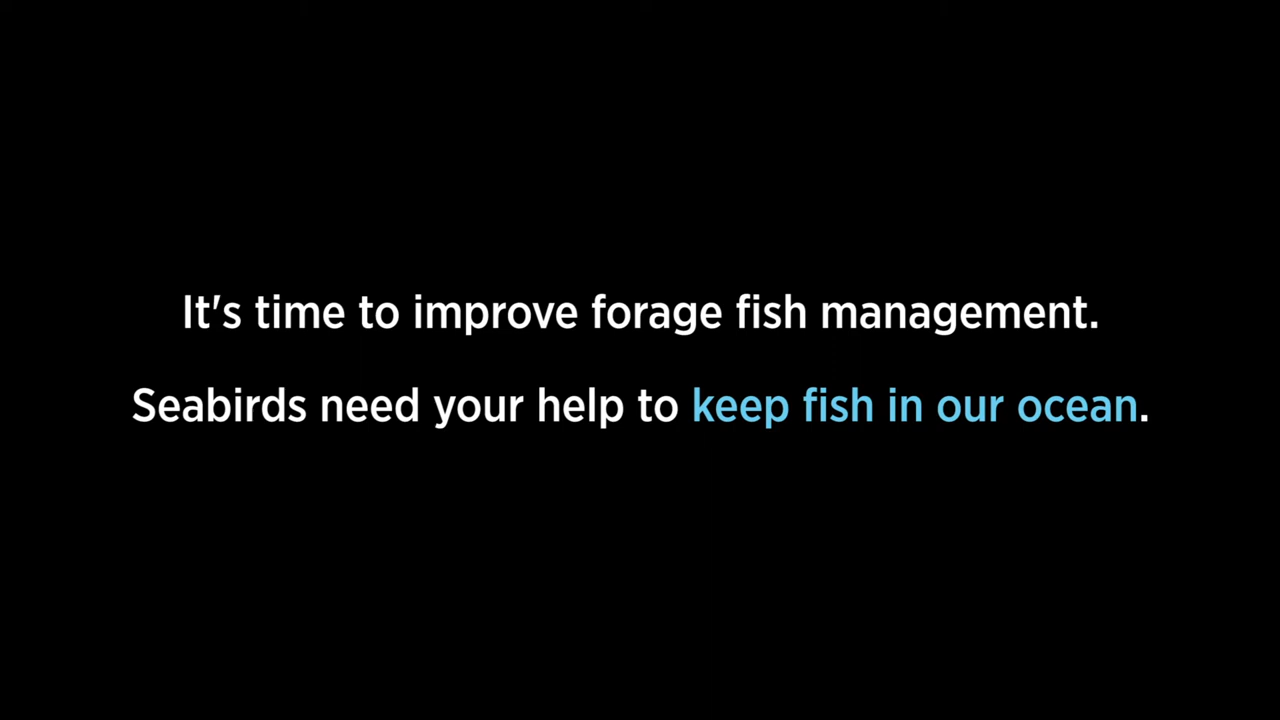 It's time to improve forage fish management.
Seabirds need your help to keep fish in our ocean.